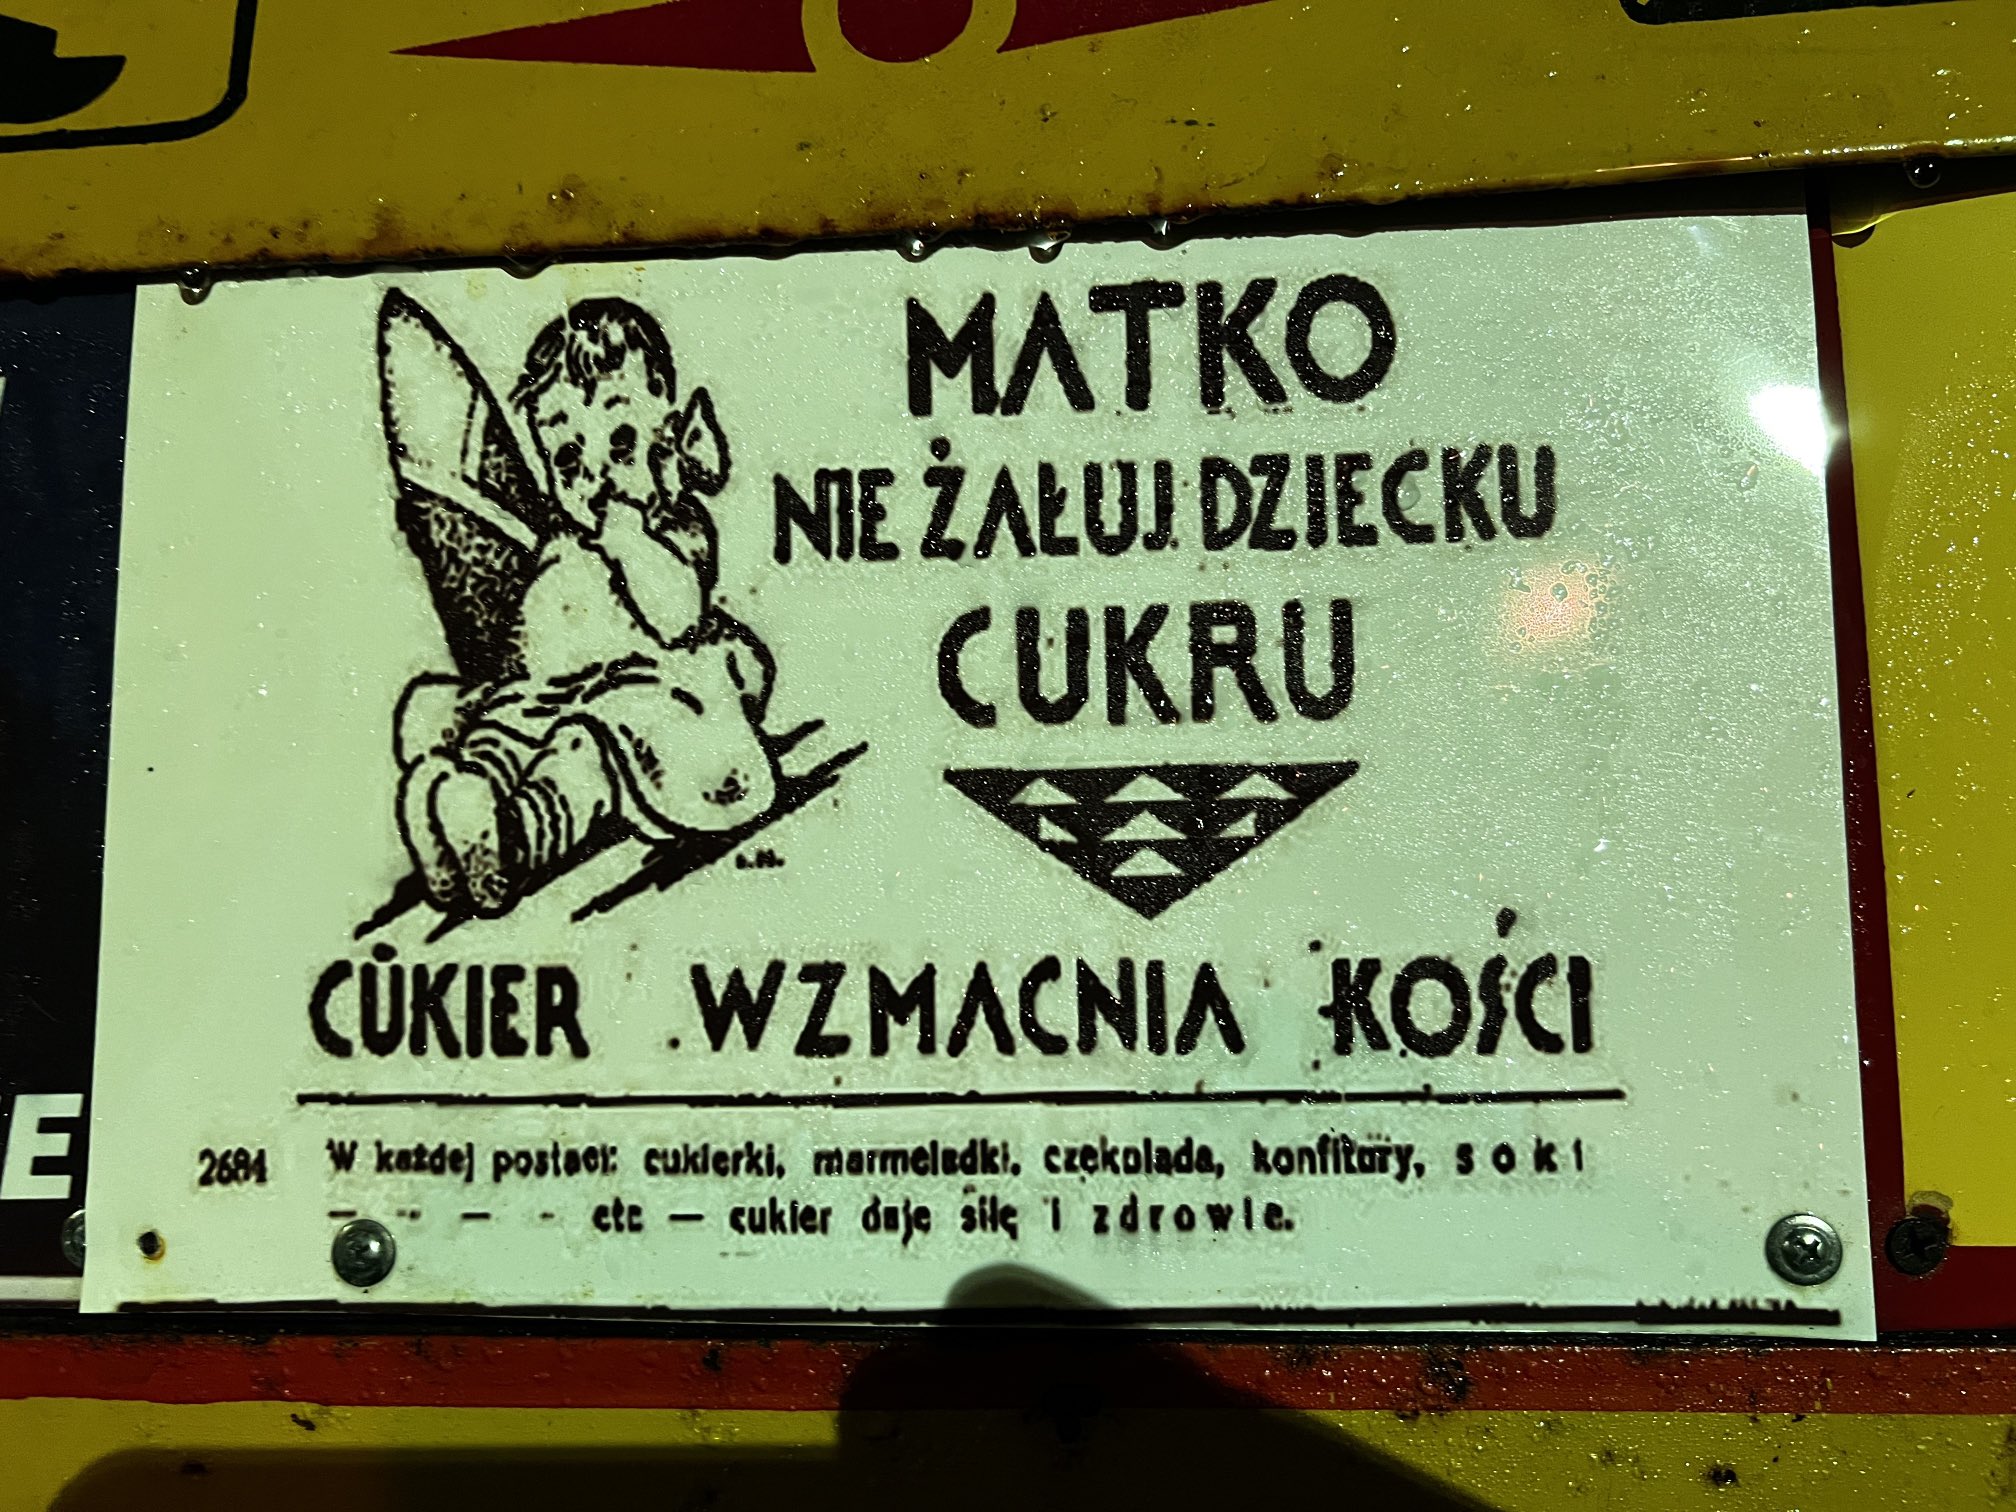 MATKO
NIE ŻAŁUJ DZIECKU
CUKRU
CUKIER WZMACNIA KOŚCI
2684 W każdej postaci: cukierki, marmeladki, czekolada, konfitury, soki
— — — - etc — cukier daje siłę i zdrowie.
E